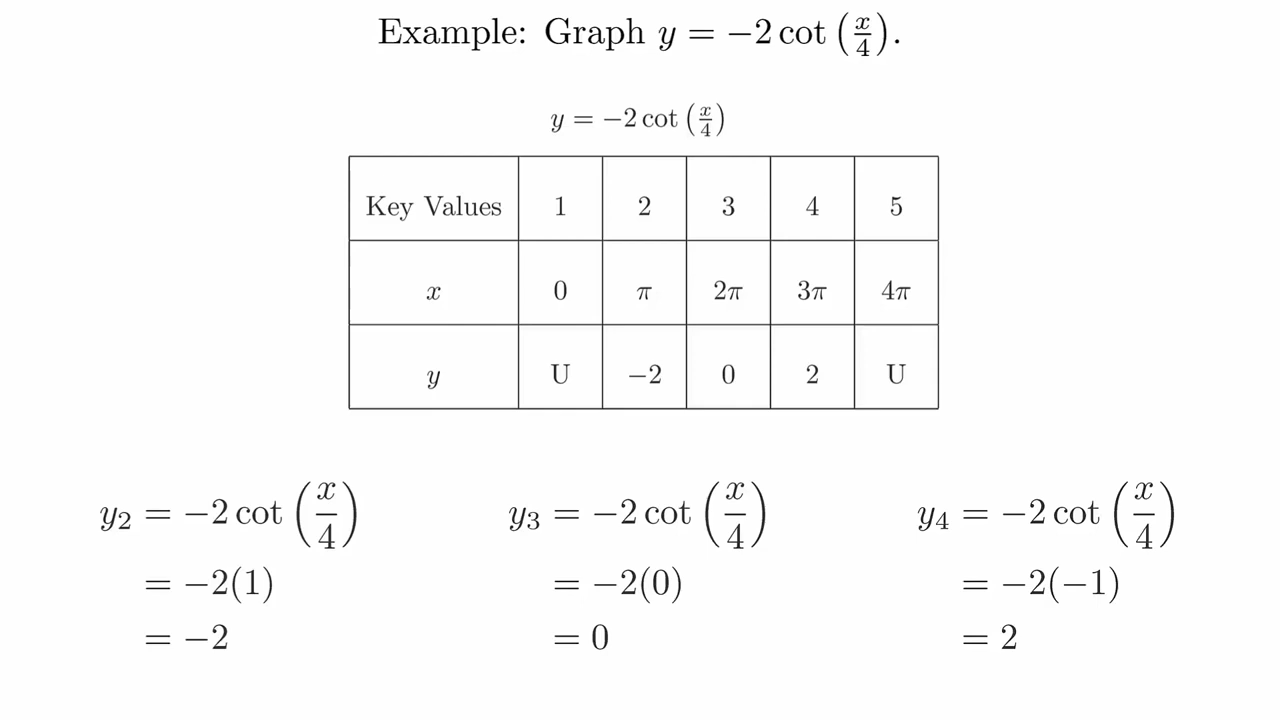 Example: Graph y = −2 cot (x/4).
y = −2 cot (x/4)
Key Values 1 2 3 4 5
x 0 π 2π 3π 4π
y U −2 0 2 U
y₂ = −2 cot (x/4) y₃ = −2 cot (x/4) y₄ = −2 cot (x/4)
= −2(1) = −2(0) = −2(−1)
= −2 = 0 = 2